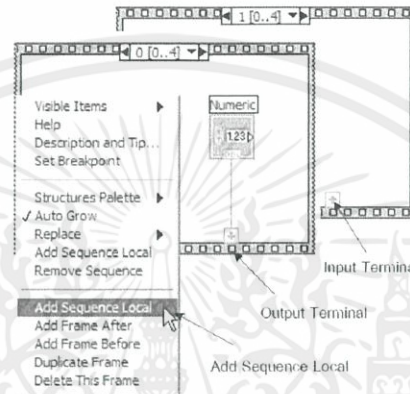 1 [0..4]
0 [0..4]
Visible Items
Help
Description and Tip...
Set Breakpoint
Structures Palette
✓ Auto Grow
Replace
Add Sequence Local
Remove Sequence
Add Sequence Local
Add Frame After
Add Frame Before
Duplicate Frame
Delete This Frame
Numeric
1.23
Input Termina
Output Terminal
Add Sequence Local